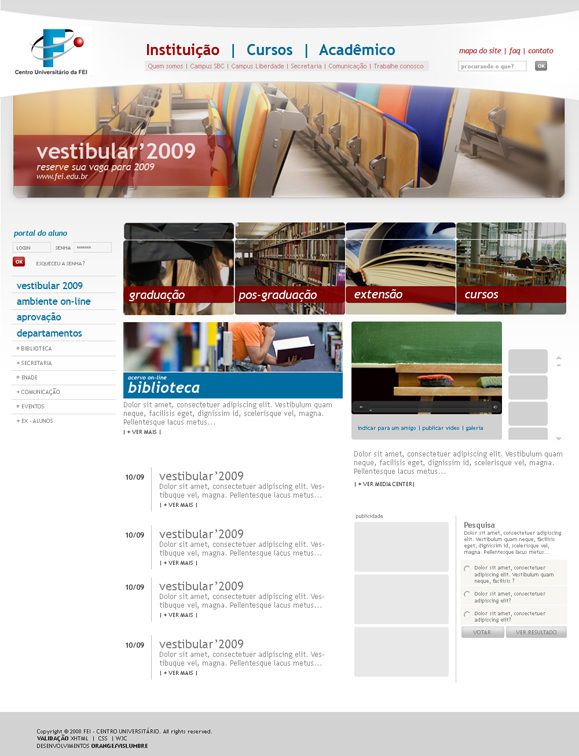 Centro Universitário da FEI
Instituição | Cursos | Acadêmico
Quem somos | Campus SBC | Campus Liberdade | Secretaria | Comunicação | Trabalhe conosco
mapa do site | faq | contato
procurando o que?
OK
vestibular'2009
reserve sua vaga para 2009
www.fei.edu.br
portal do aluno
LOGIN
SENHA
*******
OK
ESQUECEU A SENHA?
vestibular 2009
ambiente on-line
aprovação
departamentos
+ BIBLIOTECA
+ SECRETARIA
+ ENADE
+ COMUNICAÇÃO
+ EVENTOS
+ EX - ALUNOS
graduação
pos-graduação
extensão
cursos
acervo on-line
biblioteca
Dolor sit amet, consectetuer adipiscing elit. Vestibulum quam
neque, facilisis eget, dignissim id, scelerisque vel, magna.
Pellentesque lacus metus...
| + VER MAIS |
indicar para um amigo | publicar video | galeria
Dolor sit amet, consectetuer adipiscing elit. Vestibulum quam
neque, facilisis eget, dignissim id, scelerisque vel, magna.
Pellentesque lacus metus...
| + VER MEDIA CENTER|
10/09
vestibular'2009
Dolor sit amet, consectetuer adipiscing elit. Ves-
tibuque vel, magna. Pellentesque lacus metus...
| + VER MAIS |
10/09
vestibular'2009
Dolor sit amet, consectetuer adipiscing elit. Ves-
tibuque vel, magna. Pellentesque lacus metus...
| + VER MAIS |
10/09
vestibular'2009
Dolor sit amet, consectetuer adipiscing elit. Ves-
tibuque vel, magna. Pellentesque lacus metus...
| + VER MAIS |
10/09
vestibular'2009
Dolor sit amet, consectetuer adipiscing elit. Ves-
tibuque vel, magna. Pellentesque lacus metus...
| + VER MAIS |
publicidade
Pesquisa
Dolor sit amet, consectetuer adipiscing
elit. Vestibulum quam neque, facilisis
eget, dignissim id, scelerisque vel,
magna. Pellentesque lacus metus...
Dolor sit amet, consectetuer
adipiscing elit. Vestibulum quam
neque, facilisis ?
Dolor sit amet, consectetuer
adipiscing elit?
Dolor sit amet, consectetuer
adipiscing elit?
VOTAR
VER RESULTADO
Copyright © 2008 FEI - CENTRO UNIVERSITÁRIO. All rights reserved.
VALIDAÇÃO XHTML | CSS | W3C
DESENVOLVIMENTOS ORANGE/VISLUMBRE